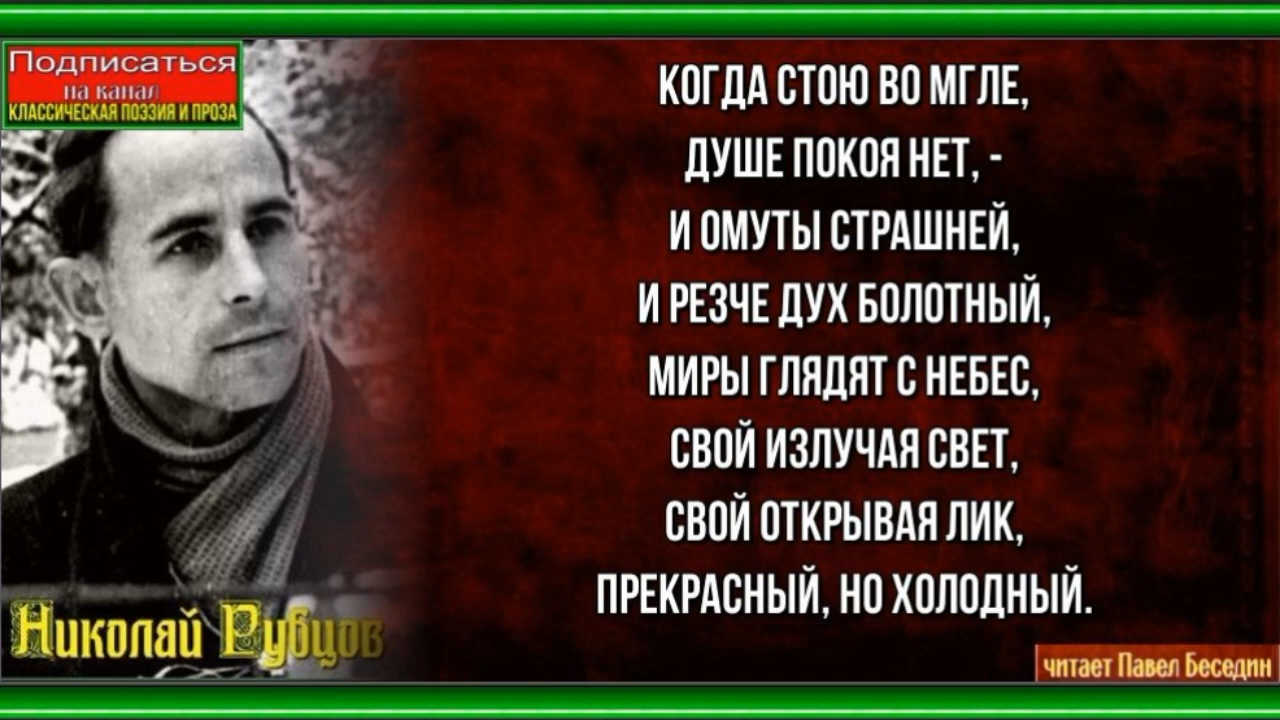 Подписаться
на канал
КЛАССИЧЕСКАЯ ПОЭЗИЯ И ПРОЗА
КОГДА СТОЮ ВО МГЛЕ,
ДУШЕ ПОКОЯ НЕТ, -
И ОМУТЫ СТРАШНЕЙ,
И РЕЗЧЕ ДУХ БОЛОТНЫЙ,
МИРЫ ГЛЯДЯТ С НЕБЕС,
СВОЙ ИЗЛУЧАЯ СВЕТ,
СВОЙ ОТКРЫВАЯ ЛИК,
ПРЕКРАСНЫЙ, НО ХОЛОДНЫЙ.
Николай Рубцов
читает Павел Беседин